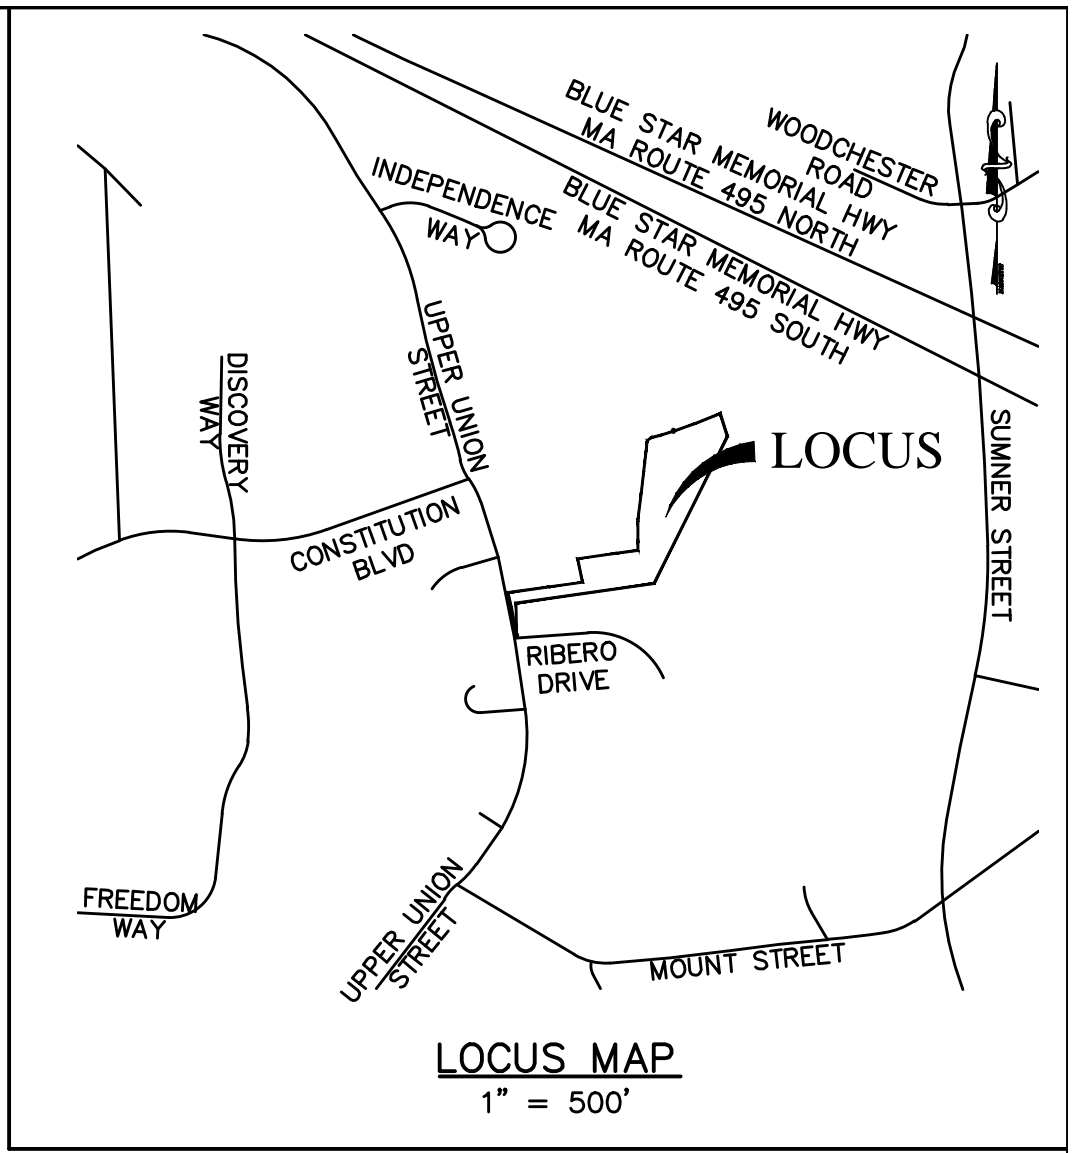 BLUE STAR MEMORIAL HWY
MA ROUTE 495 NORTH
WOODCHESTER
ROAD
INDEPENDENCE
WAY
BLUE STAR MEMORIAL HWY
MA ROUTE 495 SOUTH
UPPER UNION
STREET
DISCOVERY
WAY
LOCUS
SUMNER STREET
CONSTITUTION
BLVD
RIBERO
DRIVE
FREEDOM
WAY
UPPER UNION
STREET
MOUNT STREET
LOCUS MAP
1" = 500'